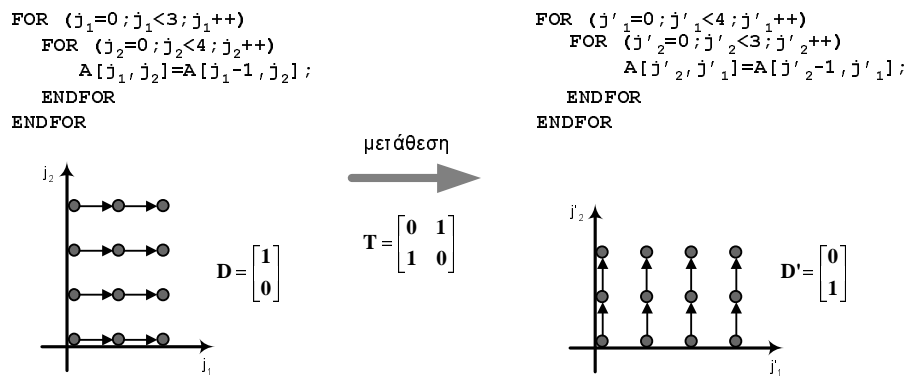 FOR (j₁=0;j₁<3;j₁++)
FOR (j₂=0;j₂<4;j₂++)
A[j₁,j₂]=A[j₁-1,j₂];
ENDFOR
ENDFOR
FOR (j'₁=0;j'₁<4;j'₁++)
FOR (j'₂=0;j'₂<3;j'₂++)
A[j'₂,j'₁]=A[j'₂-1,j'₁];
ENDFOR
ENDFOR
μετάθεση
j₂
D = [1
0]
j₁
T = [0 1
1 0]
j'₂
D' = [0
1]
j'₁